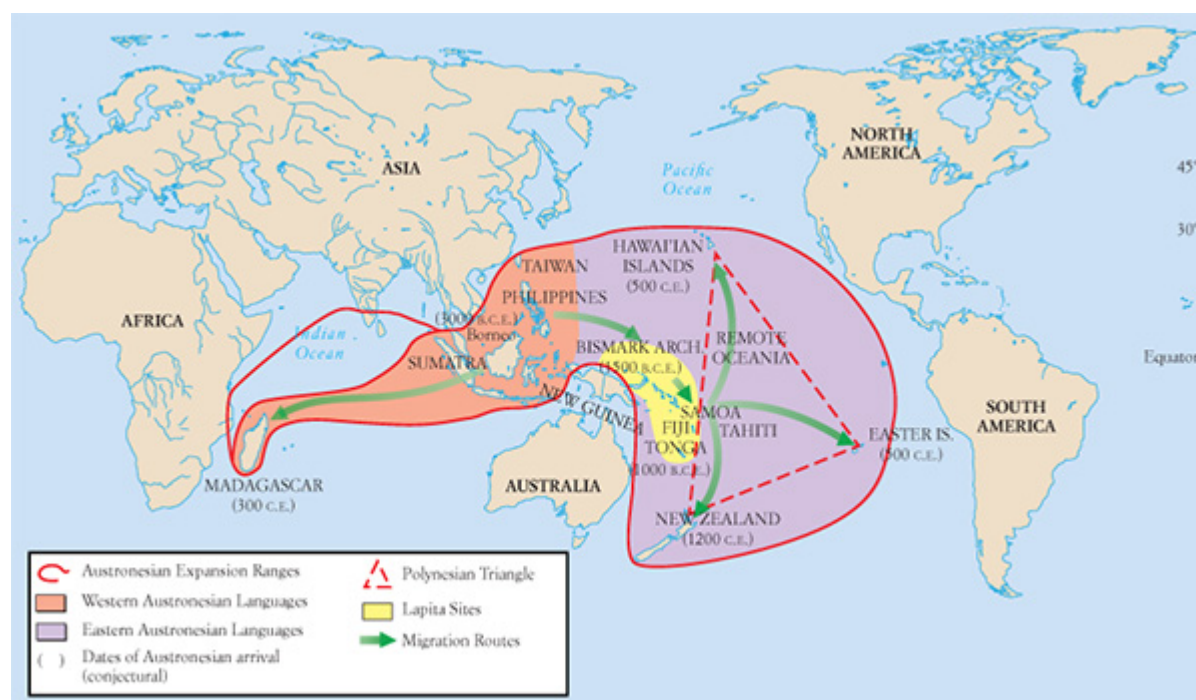 NORTH
AMERICA
ASIA
Pacific
Ocean
45°
30°
HAWAI'IAN
ISLANDS
(500 C.E.)
TAIWAN
PHILIPPINES
(3000 B.C.E.)
Borneo
AFRICA
Indian
Ocean
REMOTE
OCEANIA
BISMARK ARCH.
(1500 B.C.E.)
Equator
SUMATRA
NEW GUINEA
SAMOA
FIJI
TAHITI
TONGA
(1000 B.C.E.)
SOUTH
AMERICA
EASTER IS.
(500 C.E.)
MADAGASCAR
(300 C.E.)
AUSTRALIA
NEW ZEALAND
(1200 C.E.)
Austronesian Expansion Ranges
Western Austronesian Languages
Eastern Austronesian Languages
( ) Dates of Austronesian arrival
(conjectural)
Polynesian Triangle
Lapita Sites
Migration Routes